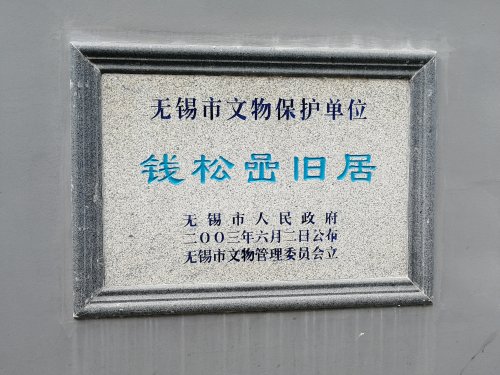 无锡市文物保护单位
钱松嵒旧居
无锡市人民政府
二〇〇三年六月二日公布
无锡市文物管理委员会立